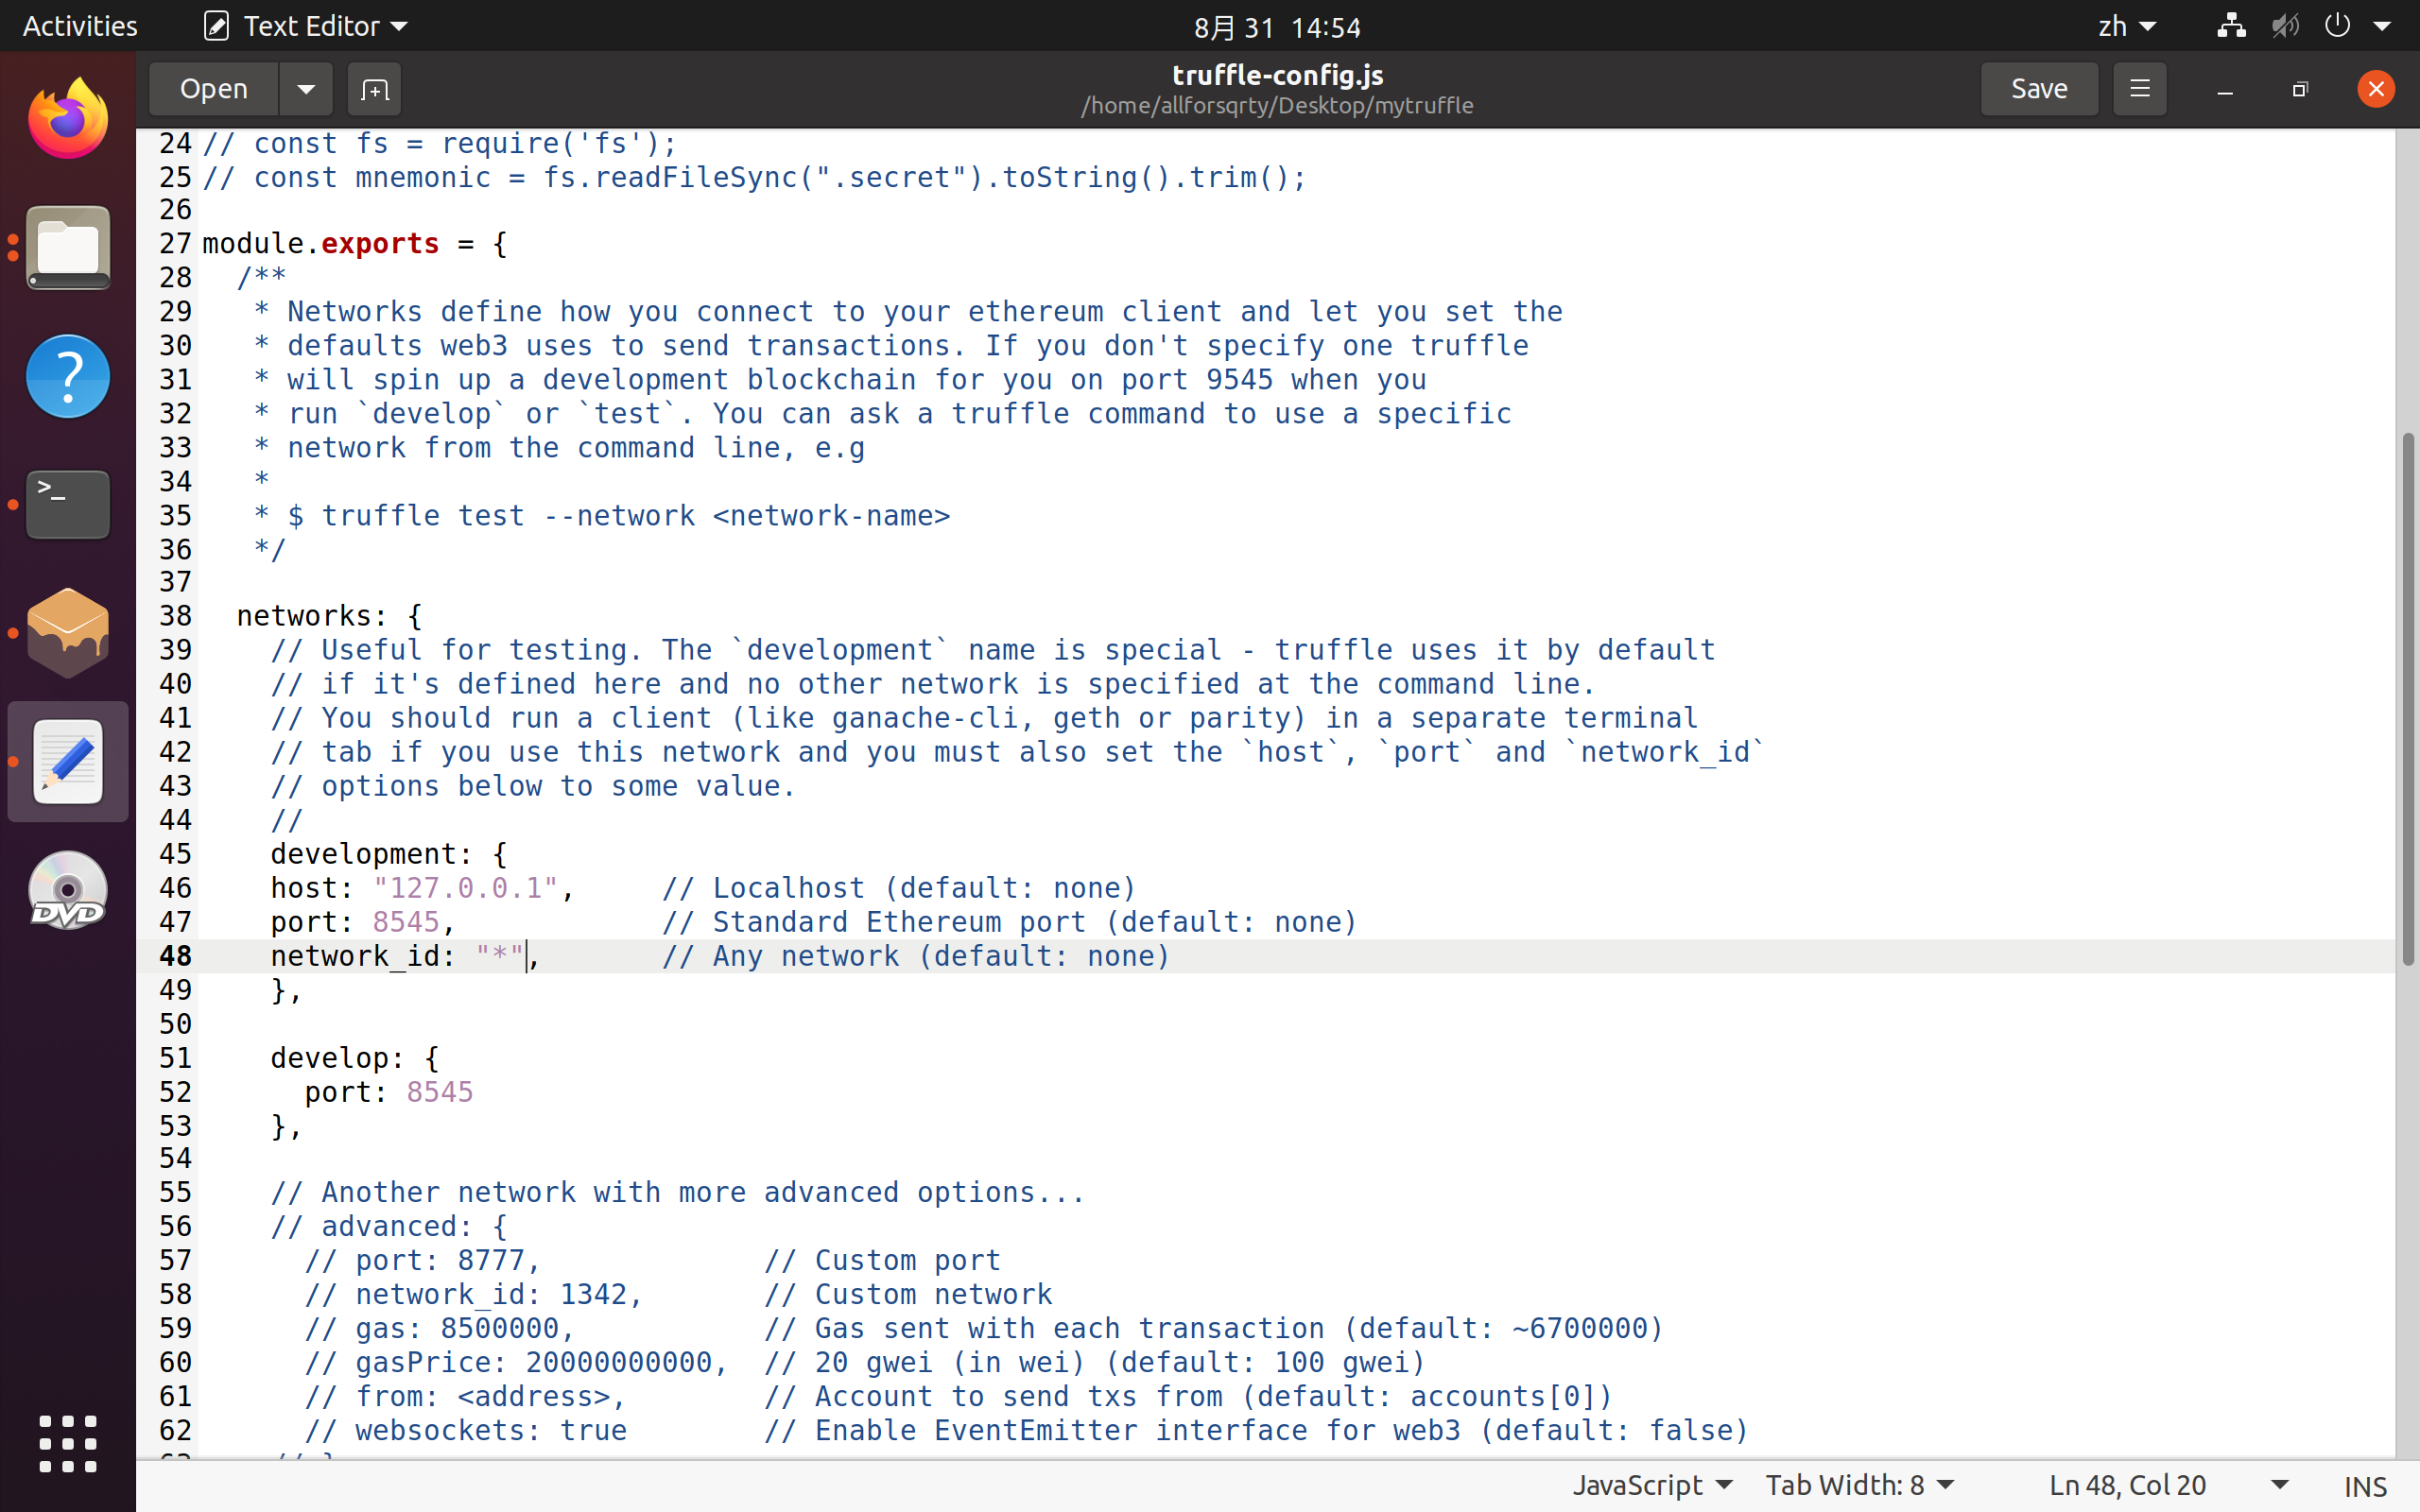 Activities
Text Editor
8月 31 14:54
zh
Open
truffle-config.js
/home/allforsqrty/Desktop/mytruffle
Save
24 // const fs = require('fs');
25 // const mnemonic = fs.readFileSync(".secret").toString().trim();
26
27 module.exports = {
28   /**
29    * Networks define how you connect to your ethereum client and let you set the
30    * defaults web3 uses to send transactions. If you don't specify one truffle
31    * will spin up a development blockchain for you on port 9545 when you
32    * run `develop` or `test`. You can ask a truffle command to use a specific
33    * network from the command line, e.g
34    *
35    * $ truffle test --network <network-name>
36    */
37
38   networks: {
39     // Useful for testing. The `development` name is special - truffle uses it by default
40     // if it's defined here and no other network is specified at the command line.
41     // You should run a client (like ganache-cli, geth or parity) in a separate terminal
42     // tab if you use this network and you must also set the `host`, `port` and `network_id`
43     // options below to some value.
44     //
45     development: {
46     host: "127.0.0.1",     // Localhost (default: none)
47     port: 8545,            // Standard Ethereum port (default: none)
48     network_id: "*",       // Any network (default: none)
49     },
50
51     develop: {
52       port: 8545
53     },
54
55     // Another network with more advanced options...
56     // advanced: {
57       // port: 8777,             // Custom port
58       // network_id: 1342,       // Custom network
59       // gas: 8500000,           // Gas sent with each transaction (default: ~6700000)
60       // gasPrice: 20000000000,  // 20 gwei (in wei) (default: 100 gwei)
61       // from: <address>,        // Account to send txs from (default: accounts[0])
62       // websockets: true        // Enable EventEmitter interface for web3 (default: false)
DVD
JavaScript
Tab Width: 8
Ln 48, Col 20
INS